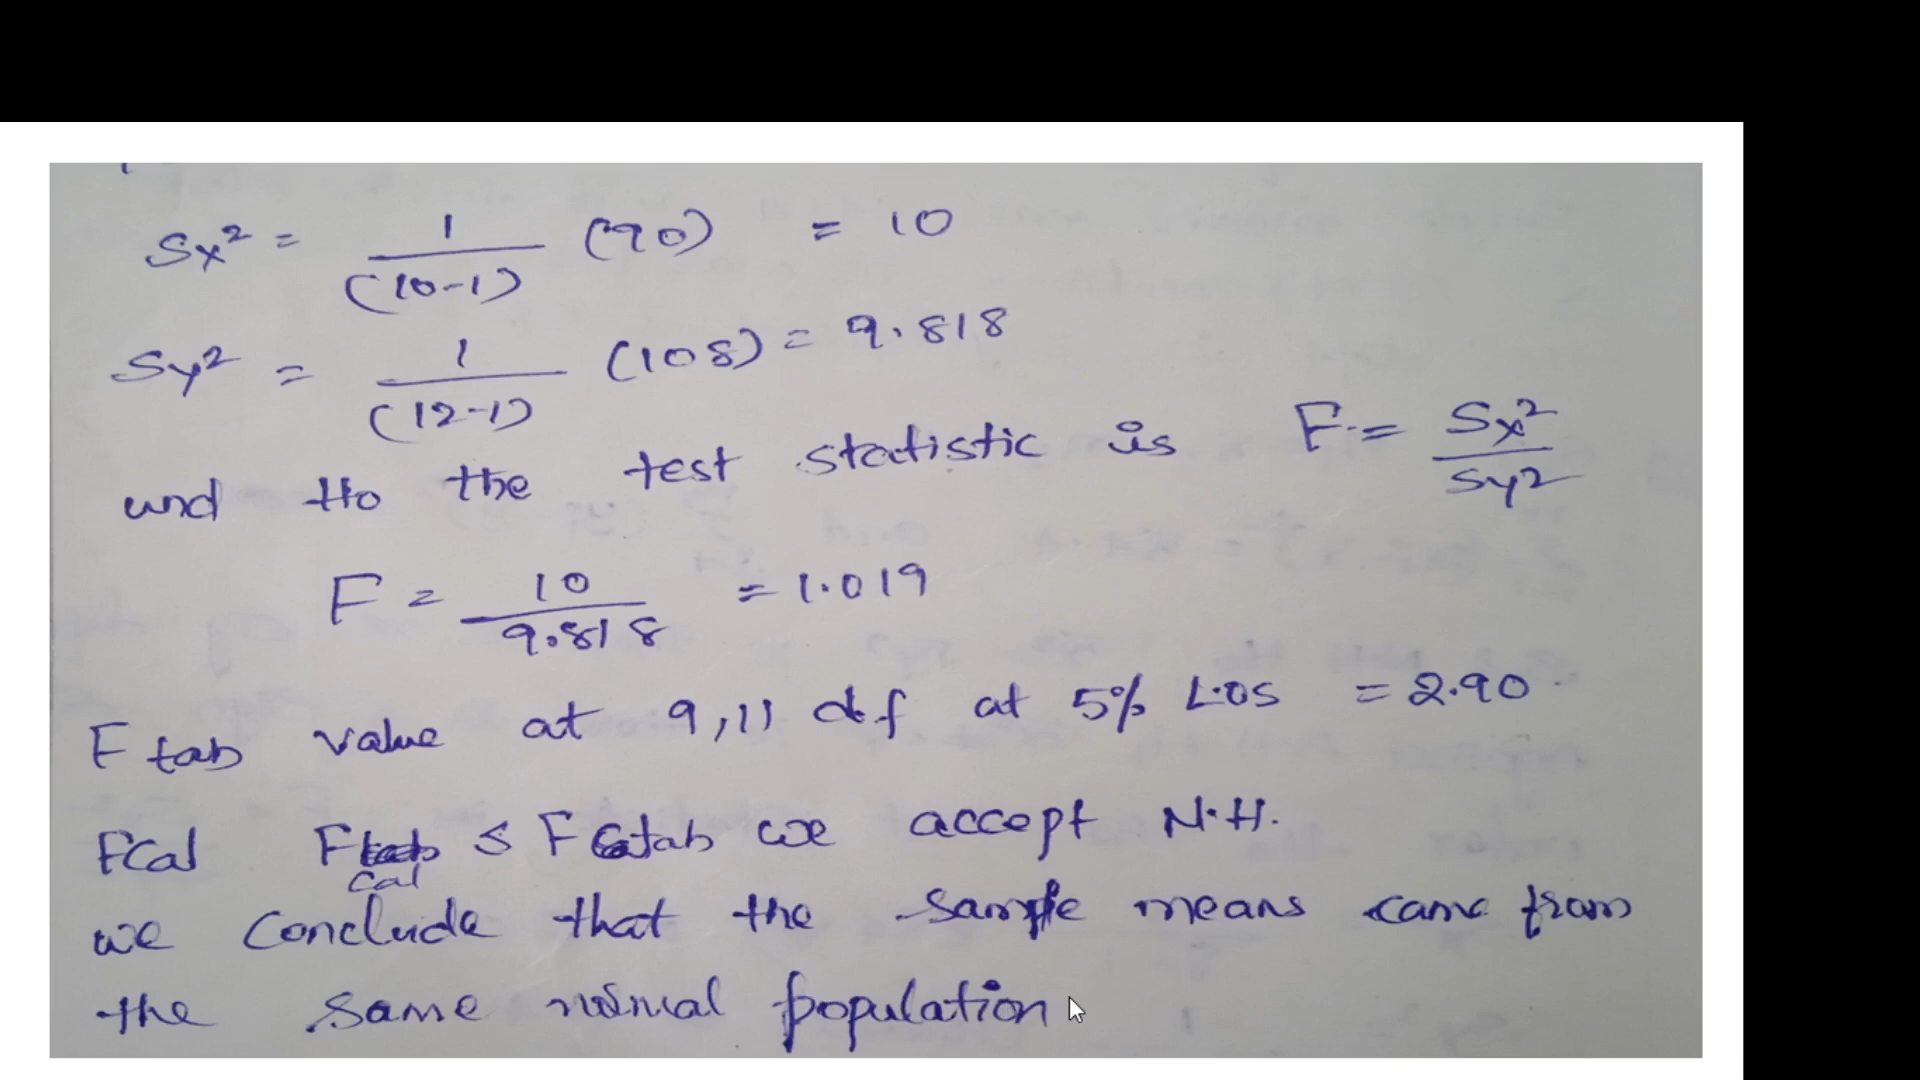 Sx² = 1/(10-1) (90) = 10
Sy² = 1/(12-1) (108) = 9.818
und Ho the test statistic is F = Sx²/Sy²
F = 10/9.818 = 1.019
F tab value at 9,11 d.f at 5% L.OS = 2.90
Fcal F cal ≤ F tab we accept N.H.
we conclude that the sample means came from
the same normal population